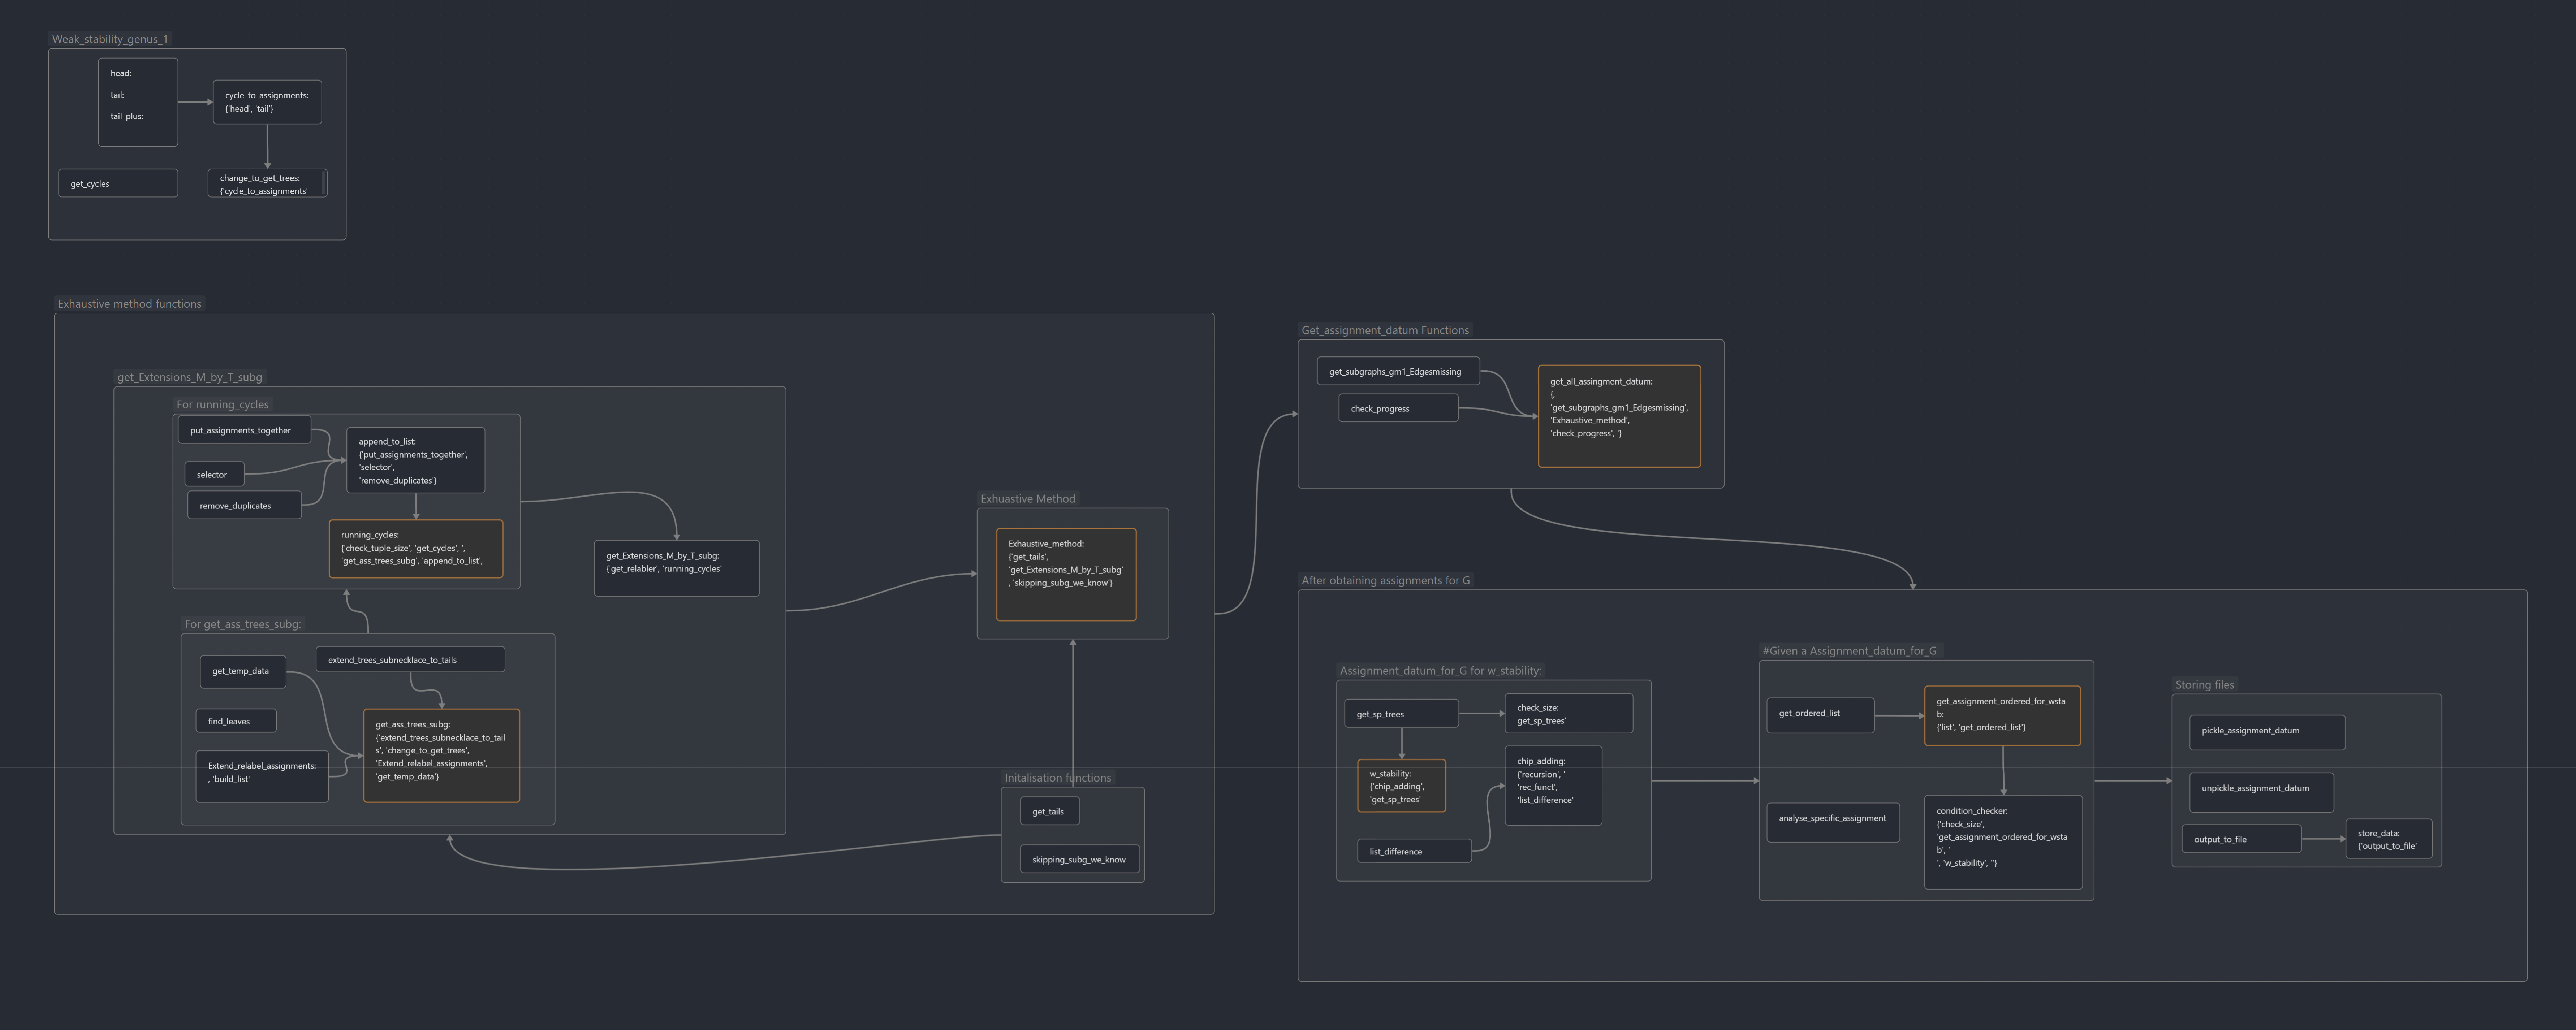 Weak_stability_genus_1
head:
tail:
tail_plus:
cycle_to_assignments:
{'head', 'tail'}
get_cycles
change_to_get_trees:
{'cycle_to_assignments'
Exhaustive method functions
get_Extensions_M_by_T_subg
For running_cycles
put_assignments_together
selector
remove_duplicates
append_to_list:
{'put_assignments_together',
'selector',
'remove_duplicates'}
running_cycles:
{'check_tuple_size', 'get_cycles', ',
'get_ass_trees_subg', 'append_to_list',
get_Extensions_M_by_T_subg:
{'get_relabler', 'running_cycles'
For get_ass_trees_subg:
get_temp_data
extend_trees_subnecklace_to_tails
find_leaves
Extend_relabel_assignments:
, 'build_list'
get_ass_trees_subg:
{'extend_trees_subnecklace_to_tail
s', 'change_to_get_trees',
'Extend_relabel_assignments',
'get_temp_data'}
Exhuastive Method
Exhaustive_method:
{'get_tails',
'get_Extensions_M_by_T_subg'
, 'skipping_subg_we_know'}
Initalisation functions
get_tails
skipping_subg_we_know
Get_assignment_datum Functions
get_subgraphs_gm1_Edgesmissing
check_progress
get_all_assingment_datum:
{,
'get_subgraphs_gm1_Edgesmissing',
'Exhaustive_method',
'check_progress', '}
After obtaining assignments for G
Assignment_datum_for_G for w_stability:
get_sp_trees
check_size:
get_sp_trees'
w_stability:
{'chip_adding',
'get_sp_trees'
chip_adding:
{'recursion', '
'rec_funct',
'list_difference'
list_difference
#Given a Assignment_datum_for_G
get_ordered_list
get_assignment_ordered_for_wsta
b:
{'list', 'get_ordered_list'}
analyse_specific_assignment
condition_checker:
{'check_size',
'get_assignment_ordered_for_wsta
b', '
', 'w_stability', ''}
Storing files
pickle_assignment_datum
unpickle_assignment_datum
output_to_file
store_data:
{'output_to_file'